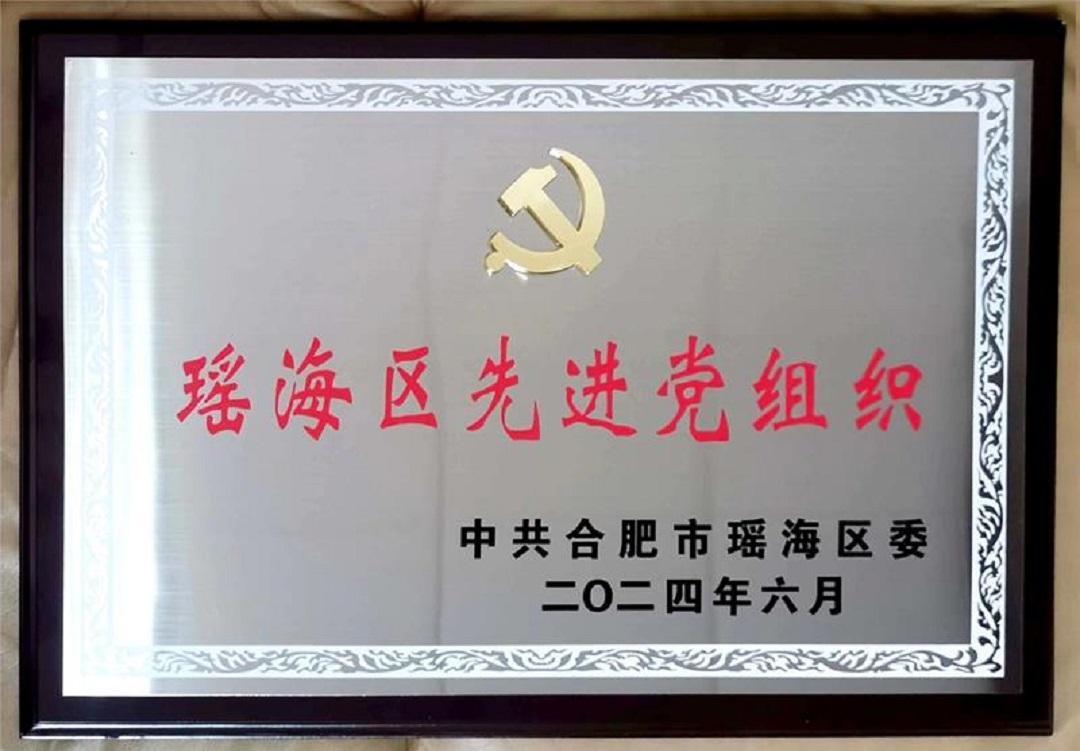 瑶海区先进党组织
中共合肥市瑶海区委
二〇二四年六月